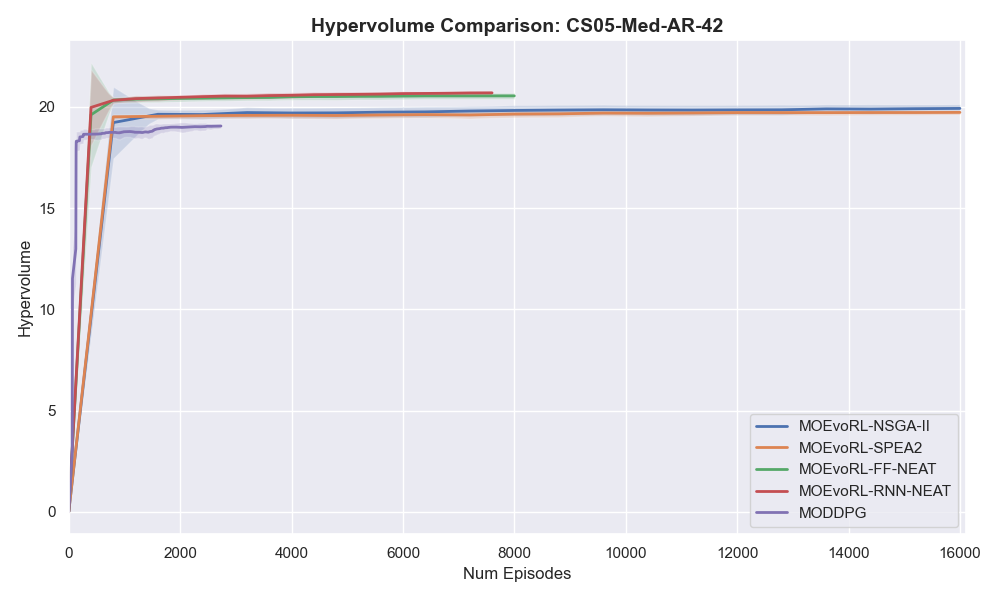 Hypervolume Comparison: CS05-Med-AR-42
Hypervolume
20
15
10
5
0
0 2000 4000 6000 8000 10000 12000 14000 16000
Num Episodes
MOEvoRL-NSGA-II
MOEvoRL-SPEA2
MOEvoRL-FF-NEAT
MOEvoRL-RNN-NEAT
MODDPG